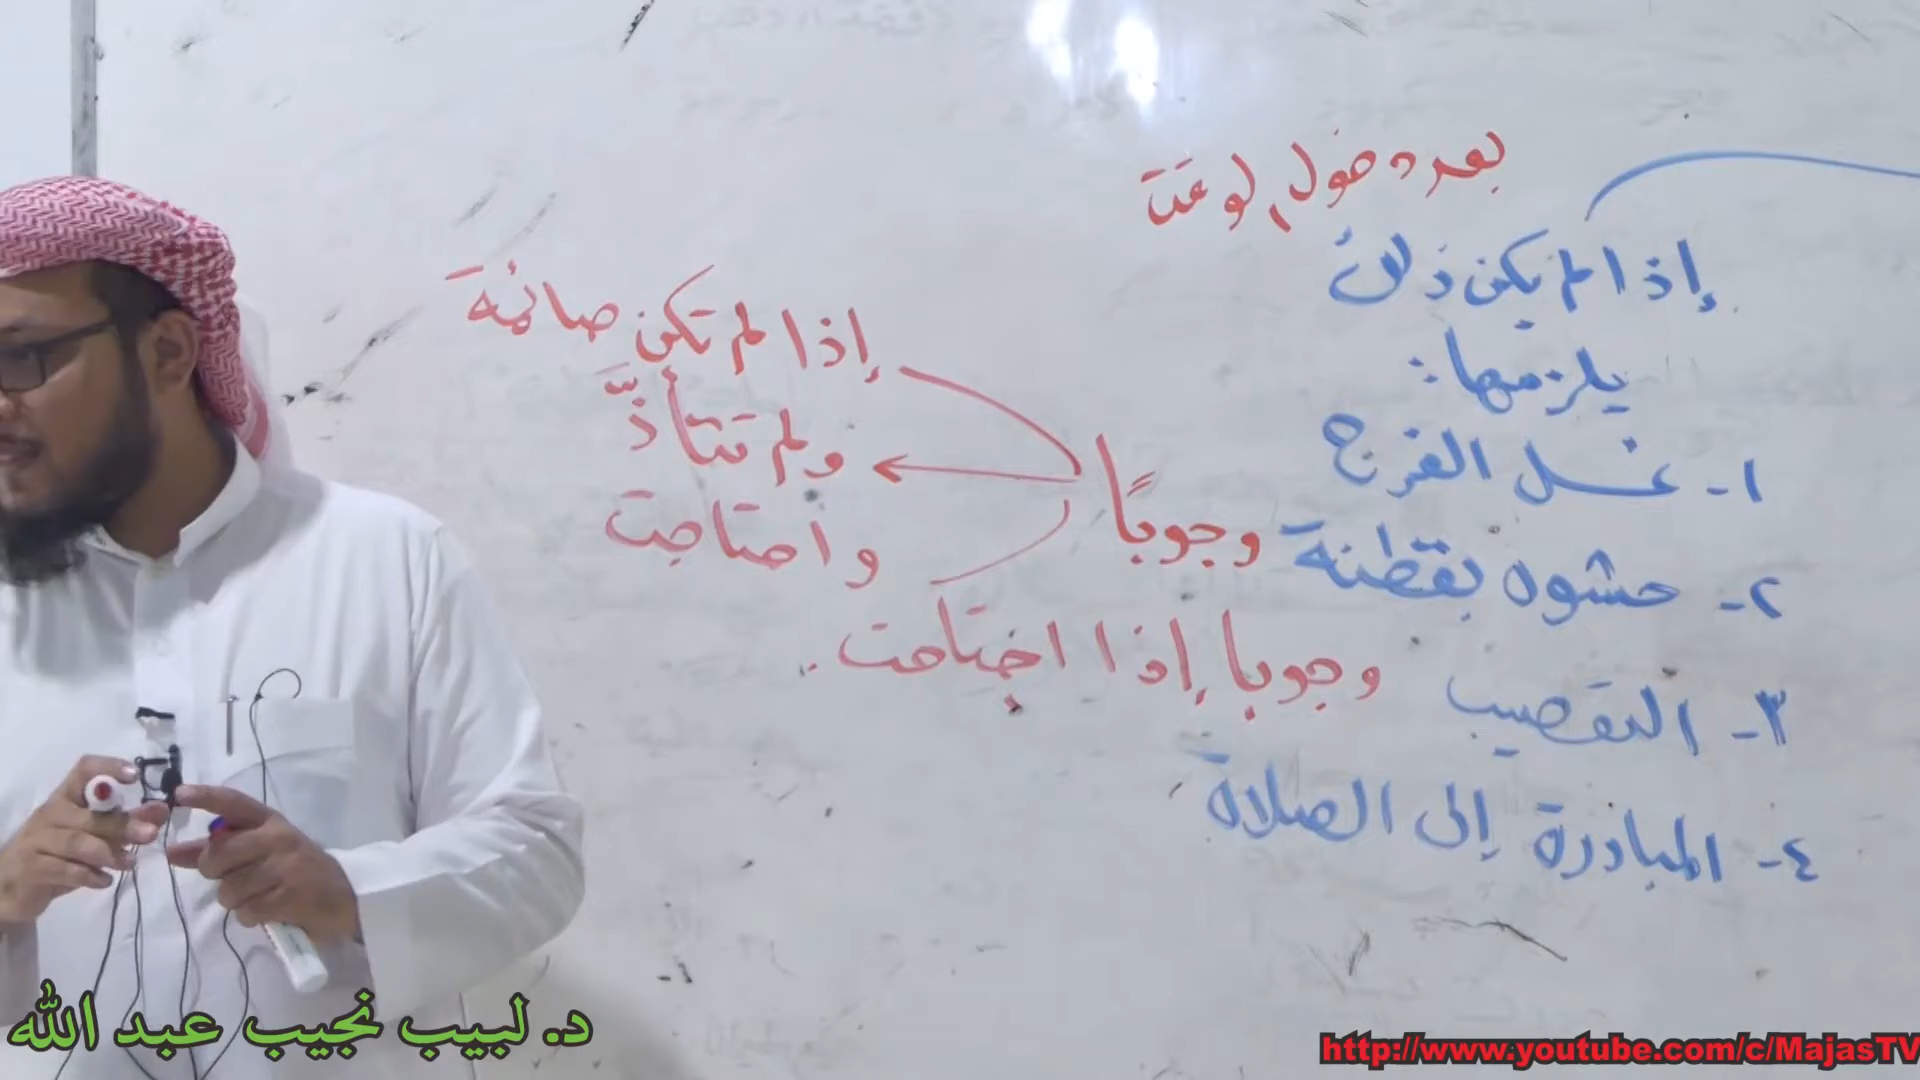 بعد دخول الوقت
إذا لم يكن ذلك
يلزمها:
١- غسل الفرج
٢- حشوه بقطنة وجوبًا
إذا لم تكن صائمة
ولم تتأذَّ
واحتاجت
٣- التعصيب وجوبا إذا احتاجت.
٤- المبادرة إلى الصلاة
د. لبيب نجيب عبد الله
http://www.youtube.com/c/MajasTV